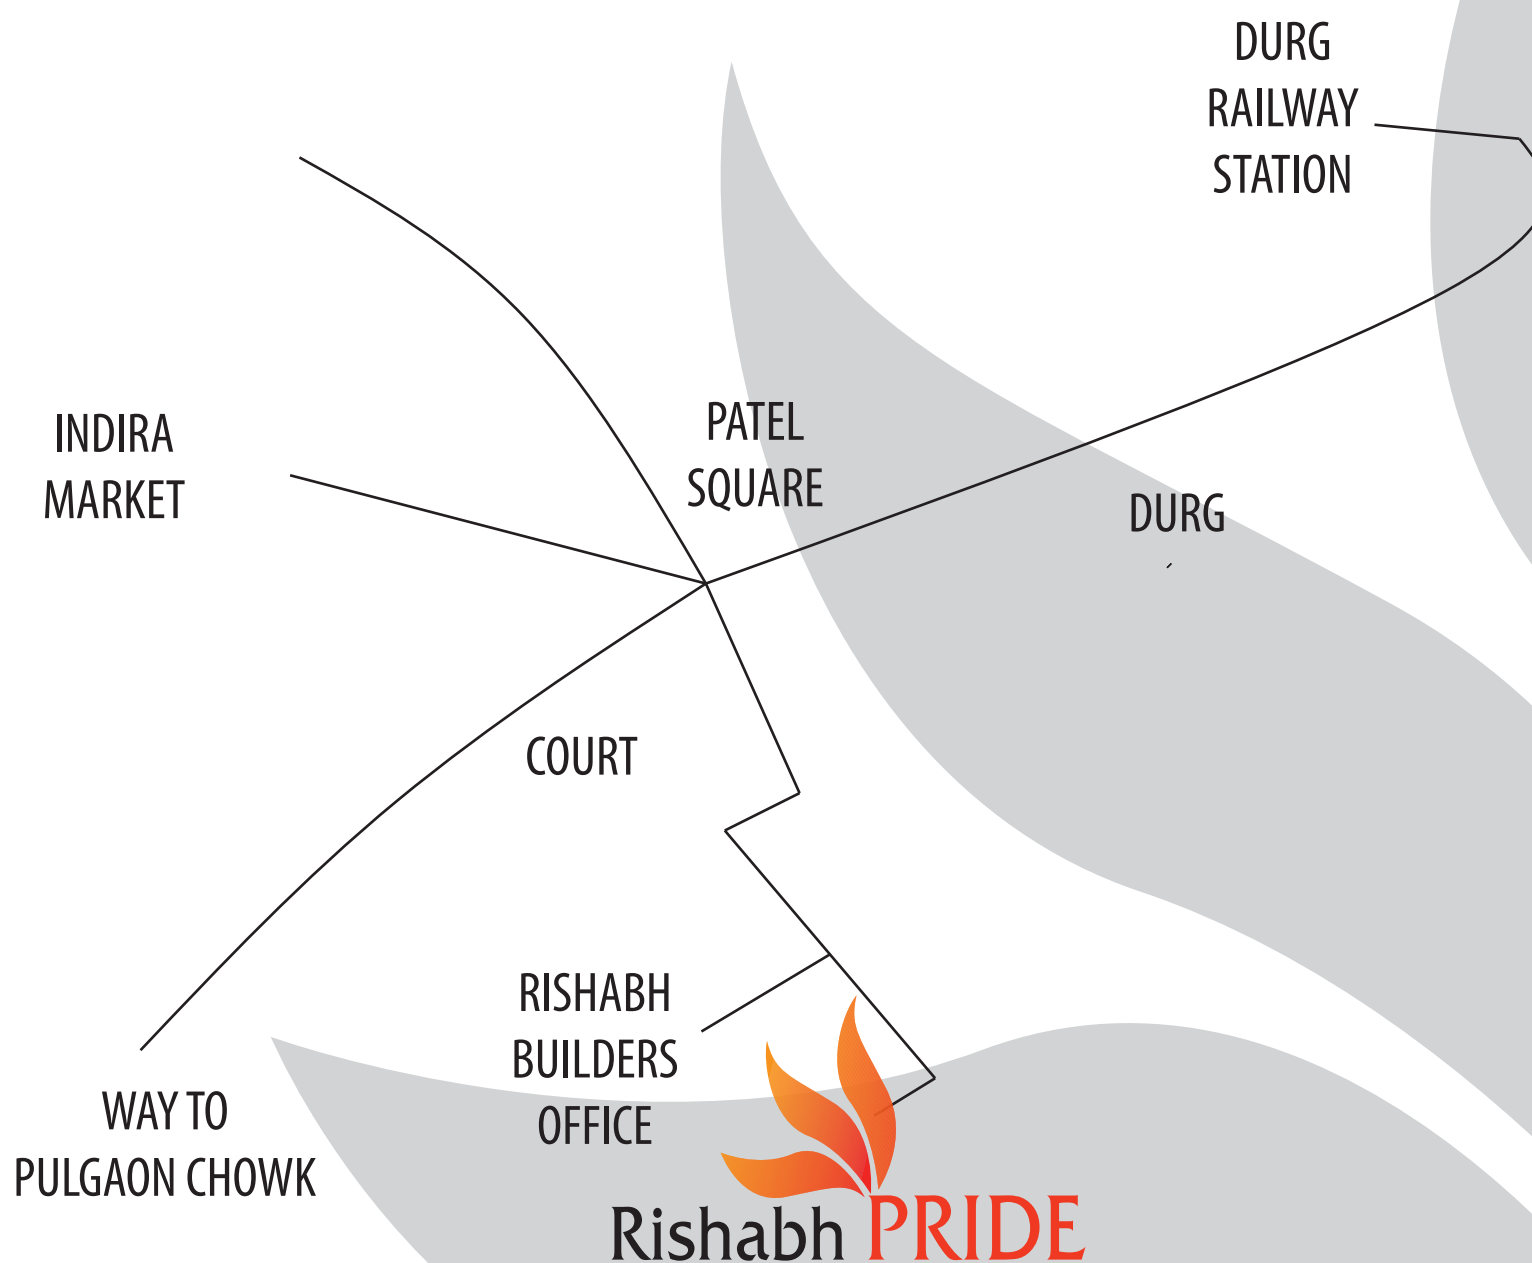 DURG
RAILWAY
STATION
INDIRA
MARKET
PATEL
SQUARE
DURG
COURT
RISHABH
BUILDERS
OFFICE
WAY TO
PULGAON CHOWK
Rishabh PRIDE